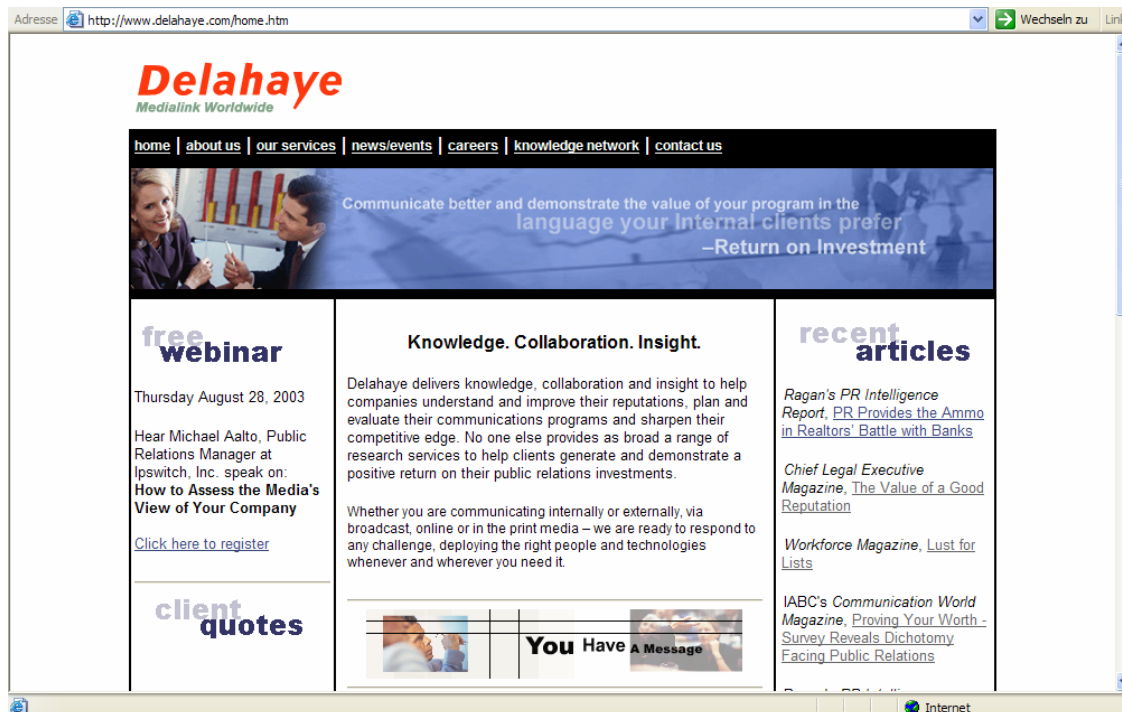 Adresse http://www.delahaye.com/home.htm Wechseln zu Lin
Delahaye
Medialink Worldwide
home | about us | our services | news/events | careers | knowledge network | contact us
Communicate better and demonstrate the value of your program in the
language your Internal clients prefer
–Return on Investment
free
webinar
Thursday August 28, 2003
Hear Michael Aalto, Public
Relations Manager at
Ipswitch, Inc. speak on:
How to Assess the Media's
View of Your Company
Click here to register
client
quotes
Knowledge. Collaboration. Insight.
Delahaye delivers knowledge, collaboration and insight to help
companies understand and improve their reputations, plan and
evaluate their communications programs and sharpen their
competitive edge. No one else provides as broad a range of
research services to help clients generate and demonstrate a
positive return on their public relations investments.
Whether you are communicating internally or externally, via
broadcast, online or in the print media – we are ready to respond to
any challenge, deploying the right people and technologies
whenever and wherever you need it.
You Have A Message
recent
articles
Ragan's PR Intelligence
Report, PR Provides the Ammo
in Realtors' Battle with Banks
Chief Legal Executive
Magazine, The Value of a Good
Reputation
Workforce Magazine, Lust for
Lists
IABC's Communication World
Magazine, Proving Your Worth -
Survey Reveals Dichotomy
Facing Public Relations
Internet